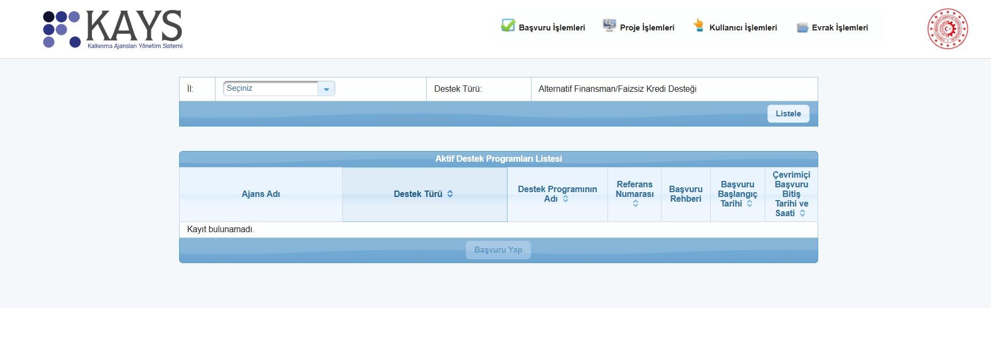 KAYS
Kalkınma Ajansları Yönetim Sistemi
Başvuru İşlemleri
Proje İşlemleri
Kullanıcı İşlemleri
Evrak İşlemleri
İl:
Seçiniz
Destek Türü:
Alternatif Finansman/Faizsiz Kredi Desteği
Listele
Aktif Destek Programları Listesi
Ajans Adı
Destek Türü
Destek Programının
Adı
Referans
Numarası
Başvuru
Rehberi
Başvuru
Başlangıç
Tarihi
Çevrimiçi
Başvuru
Bitiş
Tarihi ve
Saati
Kayıt bulunamadı.
Başvuru Yap